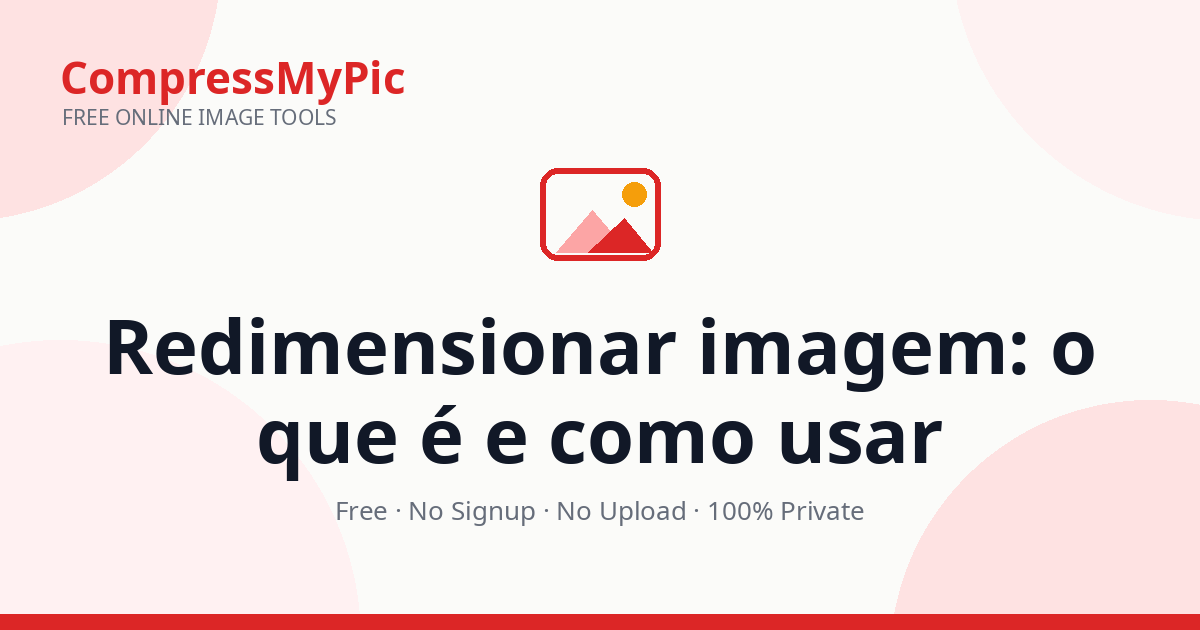 CompressMyPic
FREE ONLINE IMAGE TOOLS
Redimensionar imagem: o
que é e como usar
Free · No Signup · No Upload · 100% Private